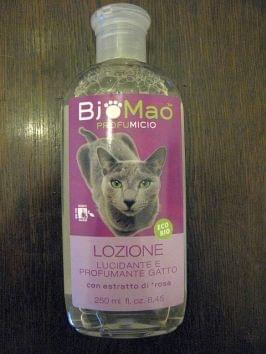 BioMao
PROFUMICIO
ECO
BIO
LOZIONE
LUCIDANTE E
PROFUMANTE GATTO
con estratto di *rosa
250 ml. fl. oz. 8,45